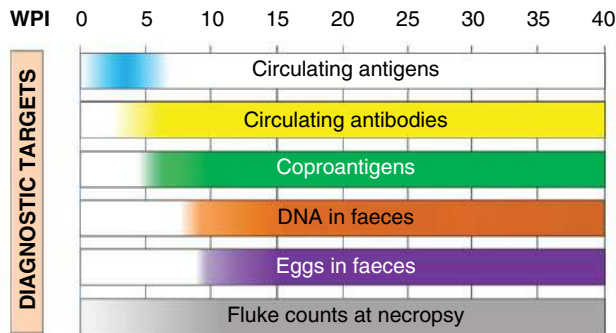 WPI 0 5 10 15 20 25 30 35 40
DIAGNOSTIC TARGETS
Circulating antigens
Circulating antibodies
Coproantigens
DNA in faeces
Eggs in faeces
Fluke counts at necropsy